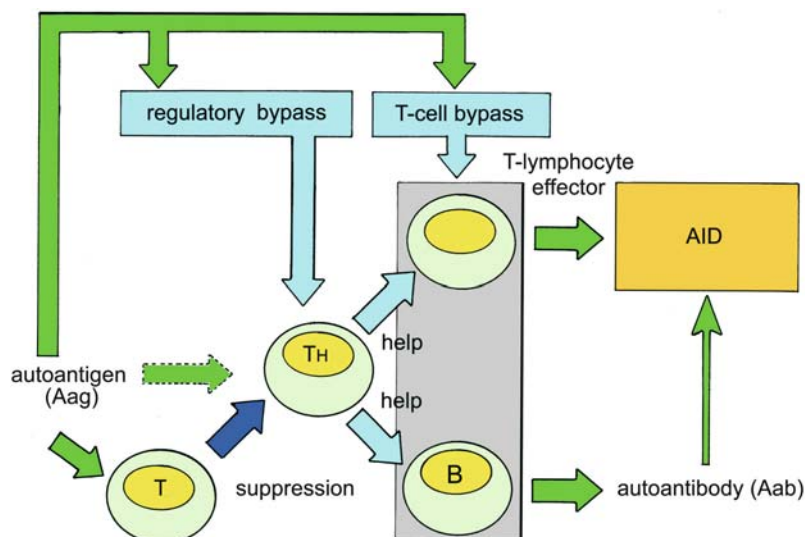 regulatory bypass
T-cell bypass
T-lymphocyte
effector
AID
TH
help
autoantigen
(Aag)
help
T
suppression
B
autoantibody (Aab)